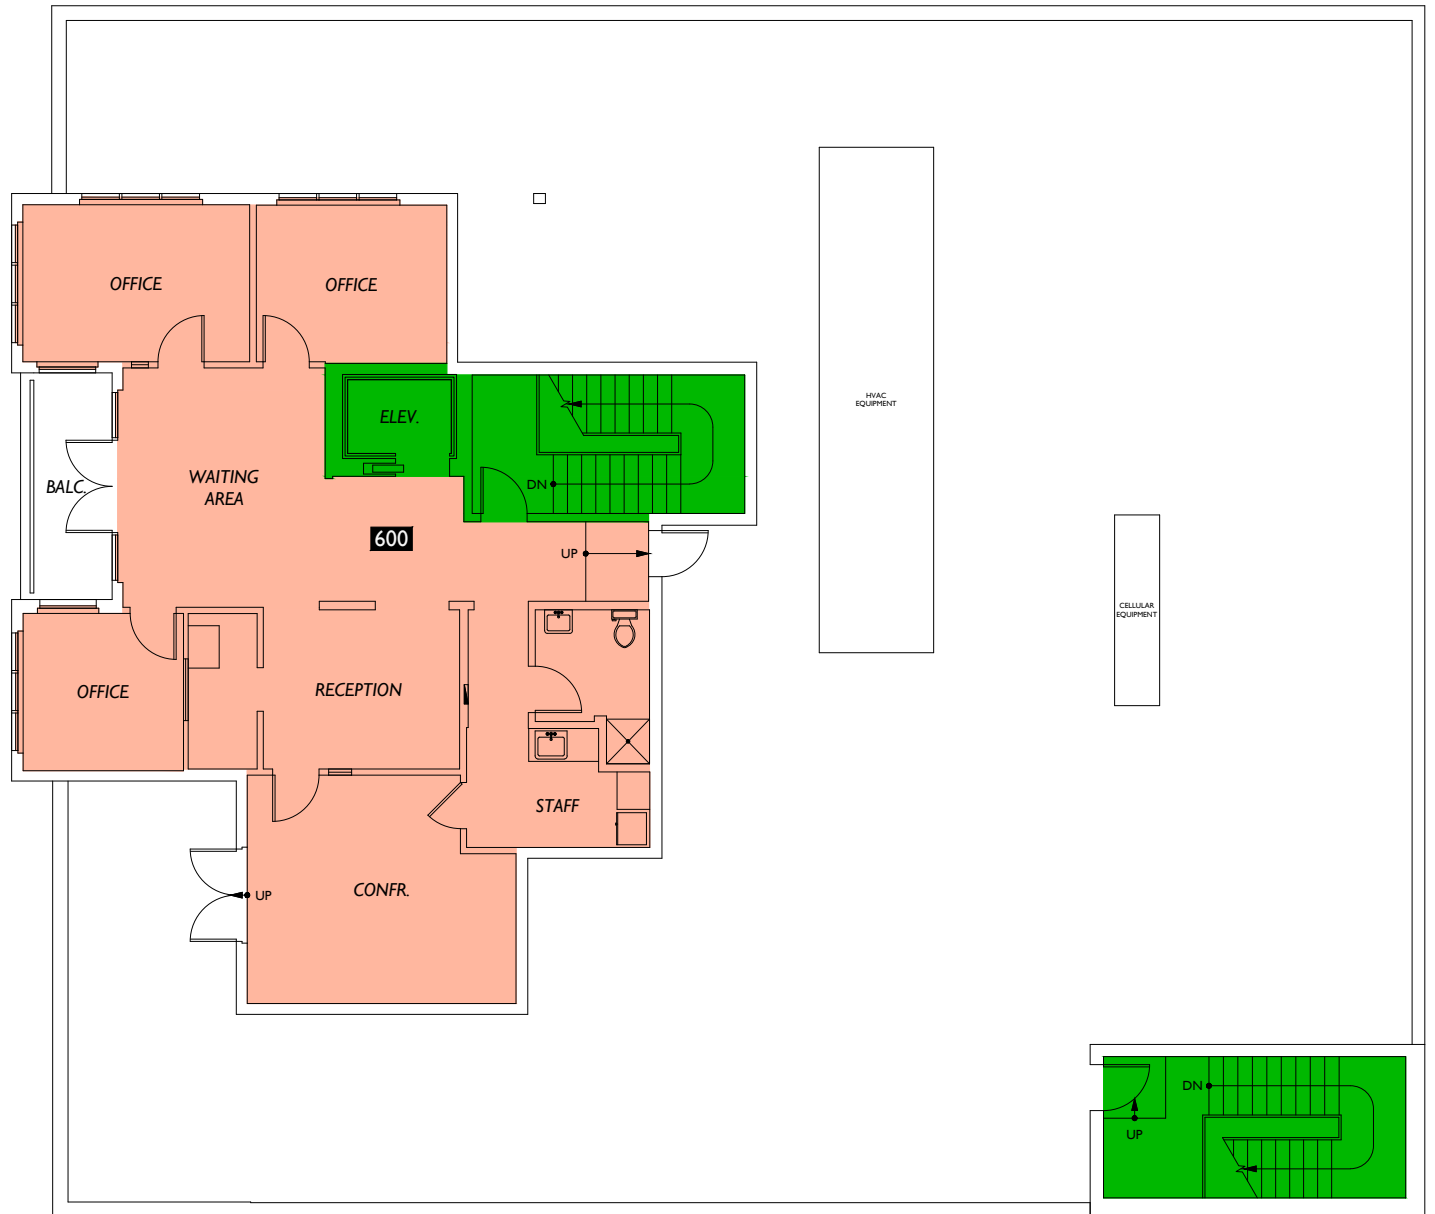 OFFICE
OFFICE
HVAC
EQUIPMENT
ELEV.
WAITING
AREA
BALC.
DN
600
UP
CELLULAR
EQUIPMENT
OFFICE
RECEPTION
STAFF
CONFR.
UP
DN
UP